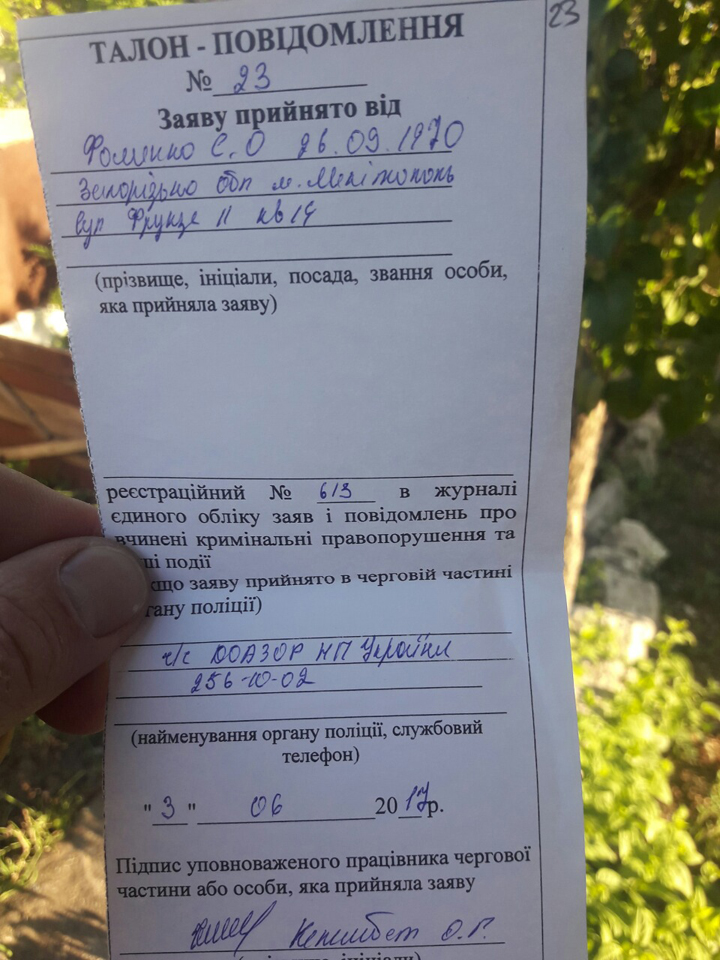 23
ТАЛОН - ПОВІДОМЛЕННЯ
№ 23
Заяву прийнято від
Фоменко С.О 26.09.1970
Запорізька обл м. Мелітополь
вул Фрунзе 11 кв 14
(прізвище, ініціали, посада, звання особи,
яка прийняла заяву)
реєстраційний № 613 в журналі
єдиного обліку заяв і повідомлень про
вчинені кримінальні правопорушення та
ші події
що заяву прийнято в черговій частині
гану поліції)
ч/с ДОАЗОР НП України
256-10-02
(найменування органу поліції, службовий
телефон)
"3" 06 2017р.
Підпис уповноваженого працівника чергової
частини або особи, яка прийняла заяву
О.Г.